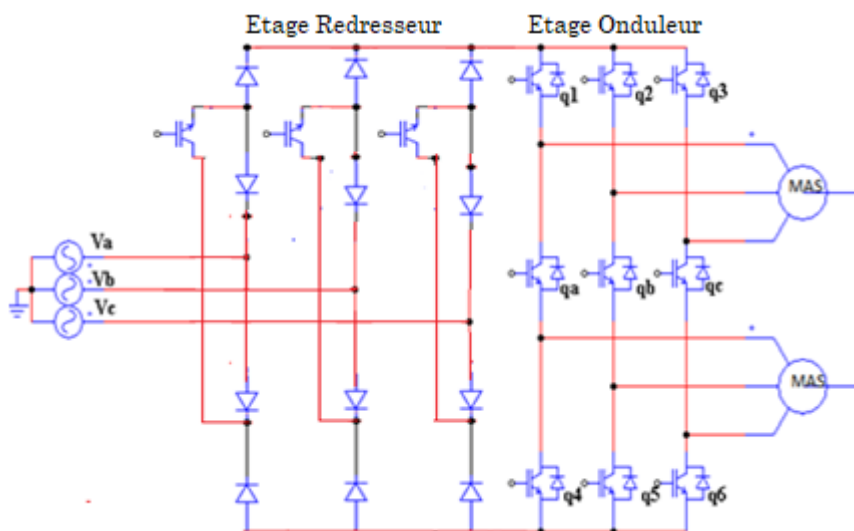 Etage Redresseur
Etage Onduleur
q1
q2
q3
MAS
Va
Vb
Vc
qa
qb
qc
MAS
q4
q5
q6